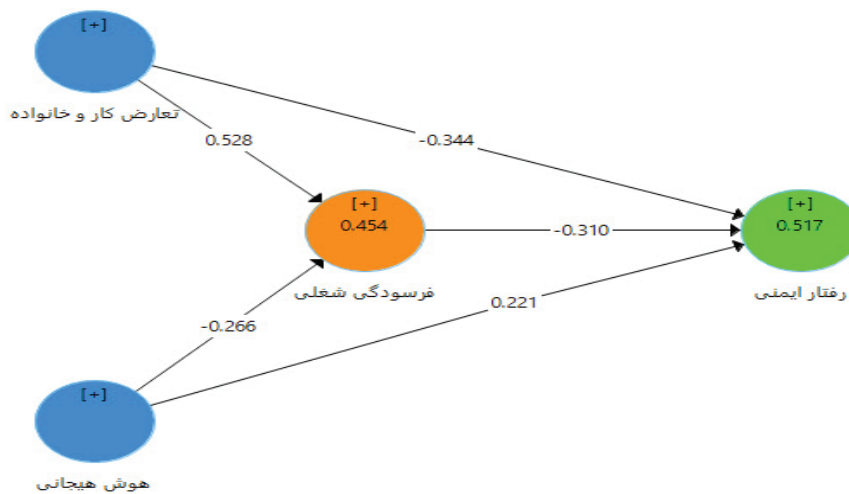 [+]
تعارض کار و خانواده
0.528
-0.344
[+]
0.454
فرسودگی شغلی
-0.310
[+]
0.517
رفتار ایمنی
-0.266
0.221
[+]
هوش هیجانی